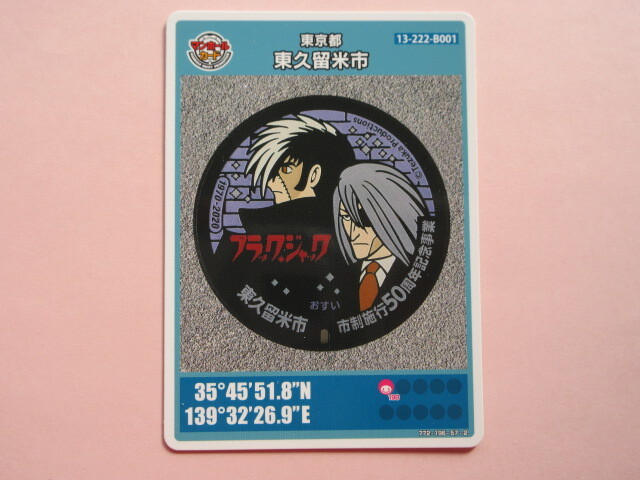 マンホール
カード
東京都
東久留米市
13-222-B001
©Tezuka Productions
1970-2020
ブラック・ジャック
東久留米市
おすい
市制施行50周年記念事業
35°45'51.8"N
139°32'26.9"E